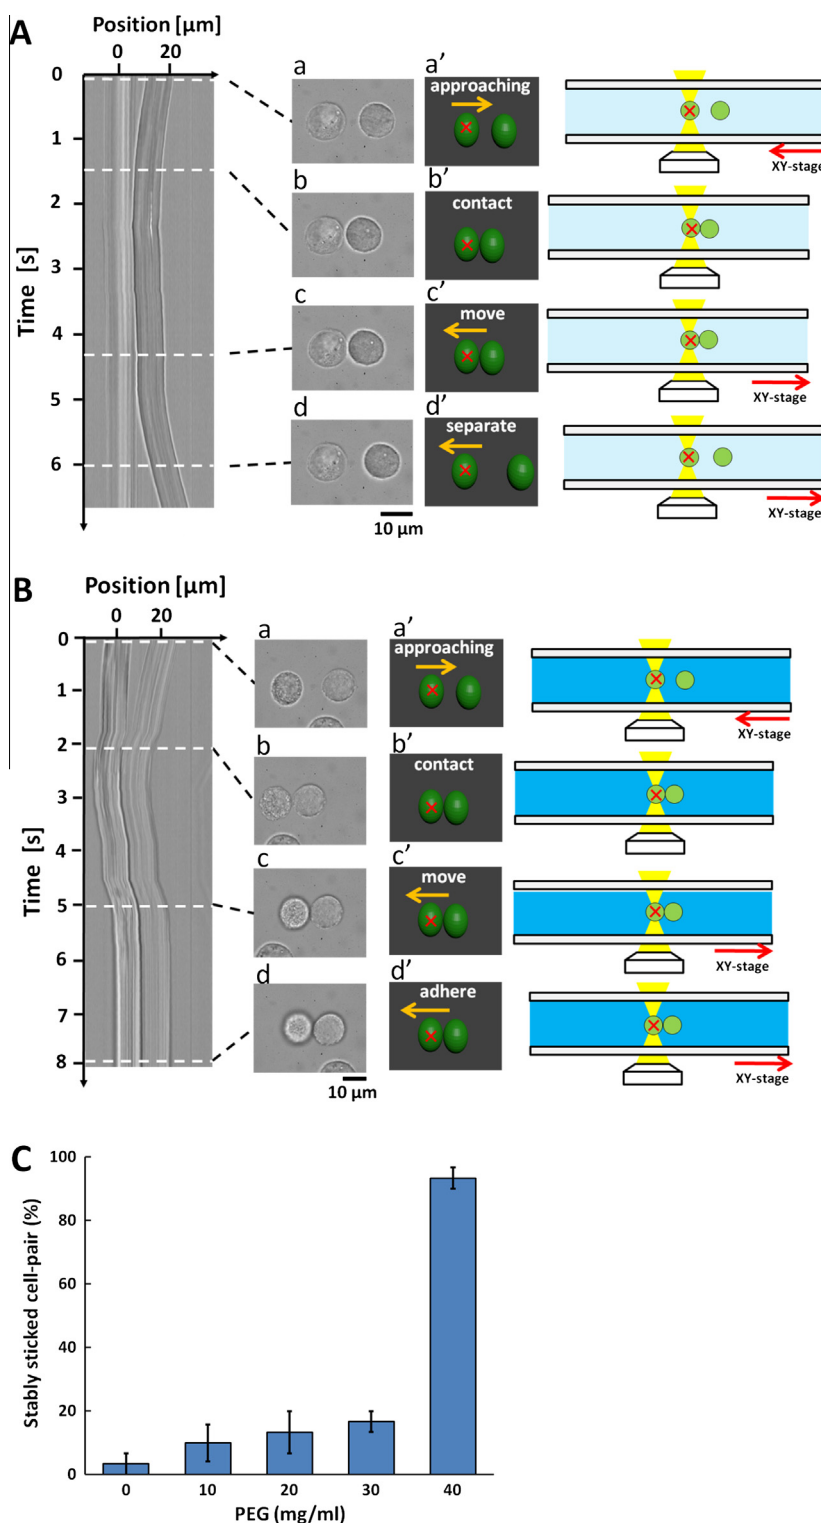 A
Position [µm]
0 20
0
1
2
3
4
5
6
Time [s]
a
b
c
d
10 µm
a′
approaching
b′
contact
c′
move
d′
separate
XY-stage
XY-stage
XY-stage
B
Position [µm]
0 20
0
1
2
3
4
5
6
7
8
Time [s]
a
b
c
d
10 µm
a′
approaching
b′
contact
c′
move
d′
adhere
XY-stage
XY-stage
XY-stage
C
100
80
60
40
20
0
Stably sticked cell-pair (%)
0 10 20 30 40
PEG (mg/ml)